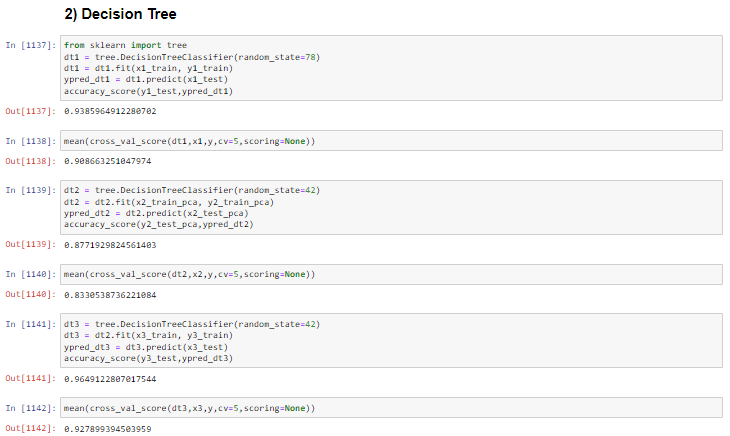 2) Decision Tree
In [1137]: from sklearn import tree
dt1 = tree.DecisionTreeClassifier(random_state=78)
dt1 = dt1.fit(x1_train, y1_train)
ypred_dt1 = dt1.predict(x1_test)
accuracy_score(y1_test,ypred_dt1)
Out[1137]: 0.9385964912280702
In [1138]: mean(cross_val_score(dt1,x1,y,cv=5,scoring=None))
Out[1138]: 0.908663251047974
In [1139]: dt2 = tree.DecisionTreeClassifier(random_state=42)
dt2 = dt2.fit(x2_train_pca, y2_train_pca)
ypred_dt2 = dt2.predict(x2_test_pca)
accuracy_score(y2_test_pca,ypred_dt2)
Out[1139]: 0.8771929824561403
In [1140]: mean(cross_val_score(dt2,x2,y,cv=5,scoring=None))
Out[1140]: 0.8330538736221084
In [1141]: dt3 = tree.DecisionTreeClassifier(random_state=42)
dt3 = dt2.fit(x3_train, y3_train)
ypred_dt3 = dt3.predict(x3_test)
accuracy_score(y3_test,ypred_dt3)
Out[1141]: 0.9649122807017544
In [1142]: mean(cross_val_score(dt3,x3,y,cv=5,scoring=None))
Out[1142]: 0.927899394503959